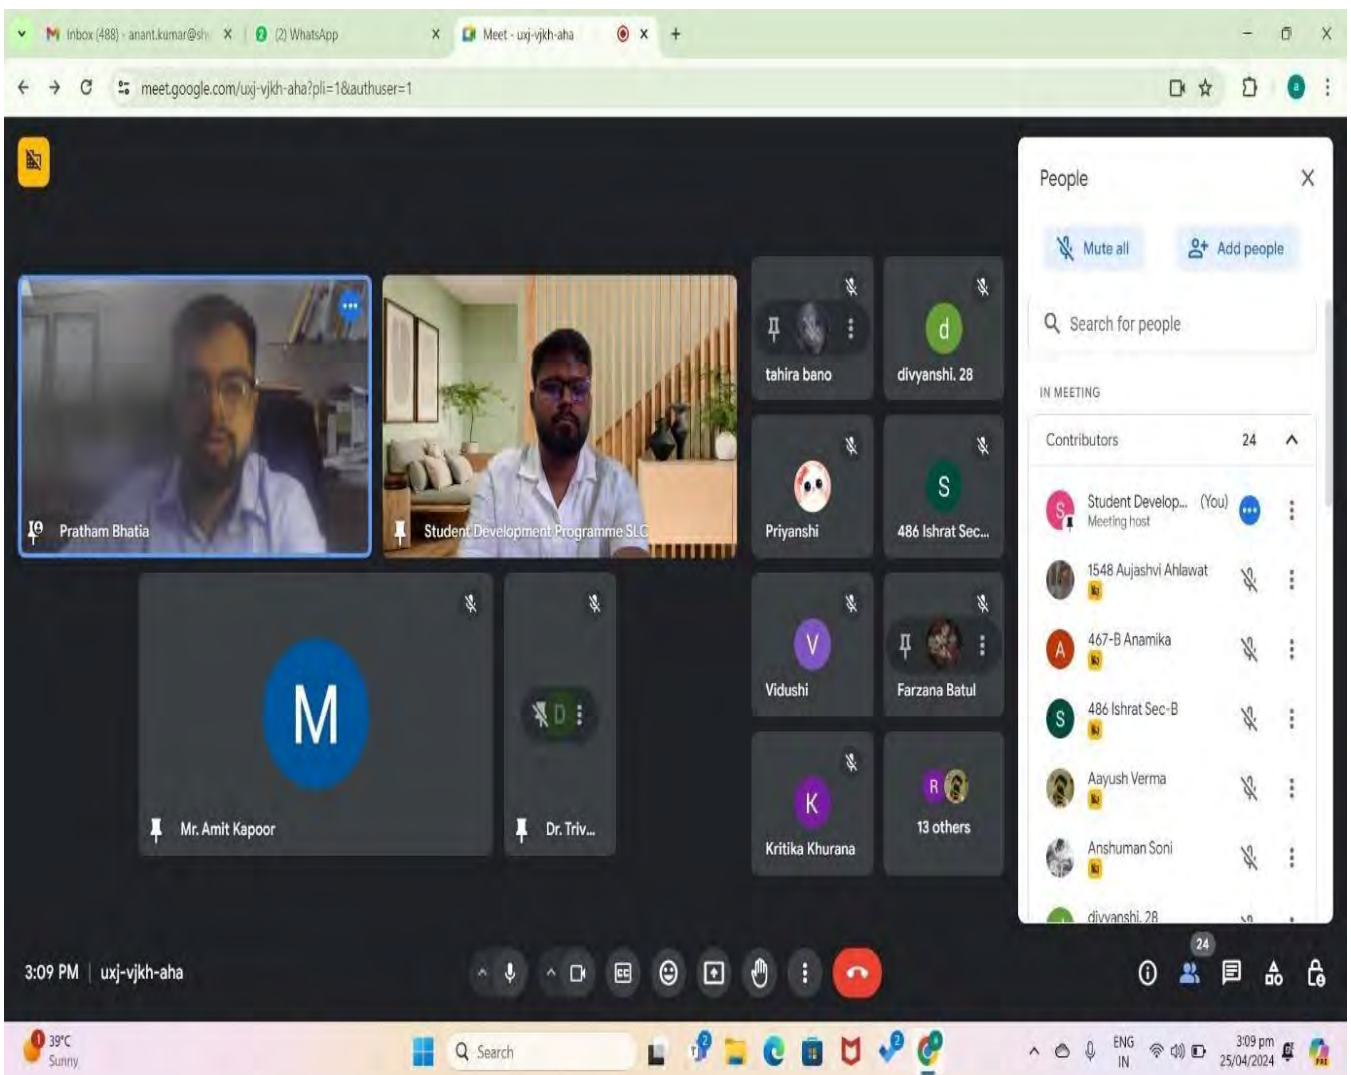 Inbox (488) - anant.kumar@sh
(2) WhatsApp
Meet - uxj-vjkh-aha
meet.google.com/uxj-vjkh-aha?pli=1&authuser=1
a
People
Mute all
Add people
Search for people
IN MEETING
Contributors 24
Student Develop... (You)
Meeting host
1548 Aujashvi Ahlawat
467-B Anamika
486 Ishrat Sec-B
Aayush Verma
Anshuman Soni
divyanshi. 28
Pratham Bhatia
Student Development Programme SLC
M
Mr. Amit Kapoor
D
Dr. Triv...
tahira bano
d
divyanshi. 28
Priyanshi
S
486 Ishrat Sec...
V
Vidushi
Farzana Batul
K
Kritika Khurana
R
13 others
S
A
S
3:09 PM | uxj-vjkh-aha
CC
24
1
39°C
Sunny
Search
2
2
ENG
IN
3:09 pm
25/04/2024